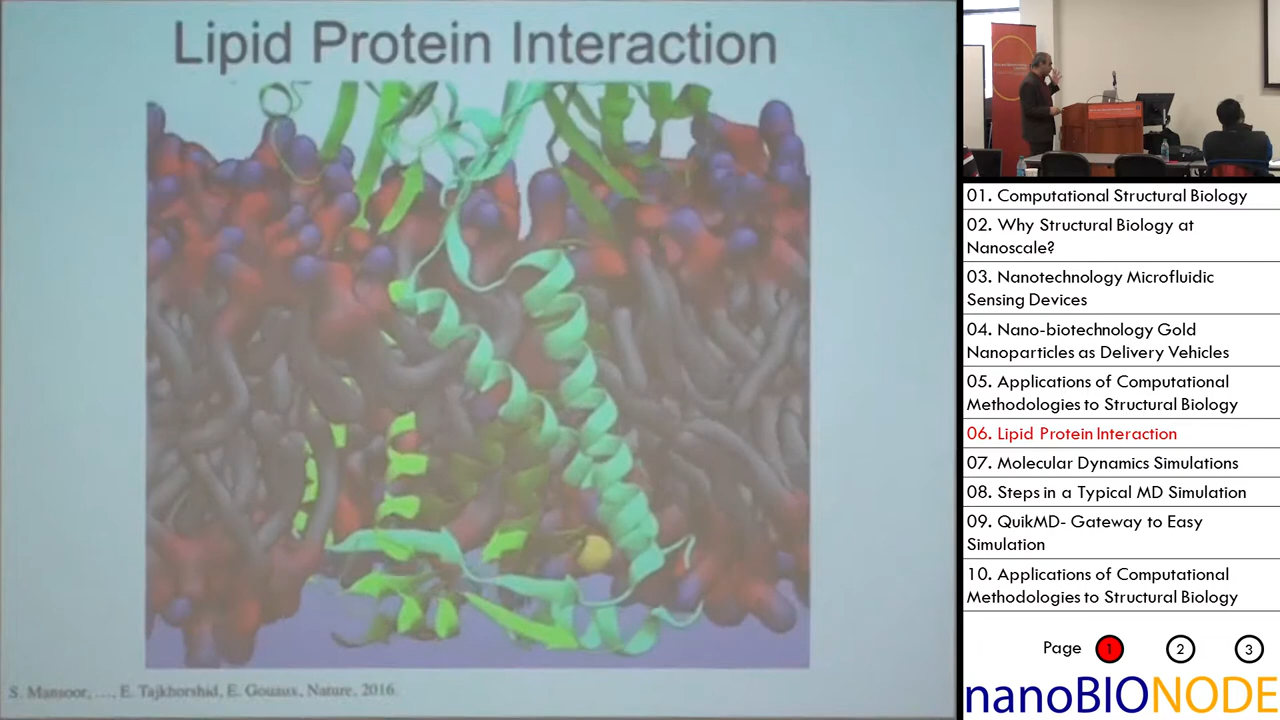 Lipid Protein Interaction
S. Mansoor, ..., E. Tajkhorshid, E. Gouaux, Nature, 2016.
01. Computational Structural Biology
02. Why Structural Biology at
Nanoscale?
03. Nanotechnology Microfluidic
Sensing Devices
04. Nano-biotechnology Gold
Nanoparticles as Delivery Vehicles
05. Applications of Computational
Methodologies to Structural Biology
06. Lipid Protein Interaction
07. Molecular Dynamics Simulations
08. Steps in a Typical MD Simulation
09. QuikMD- Gateway to Easy
Simulation
10. Applications of Computational
Methodologies to Structural Biology
Page 1 2 3
nanoBIONODE